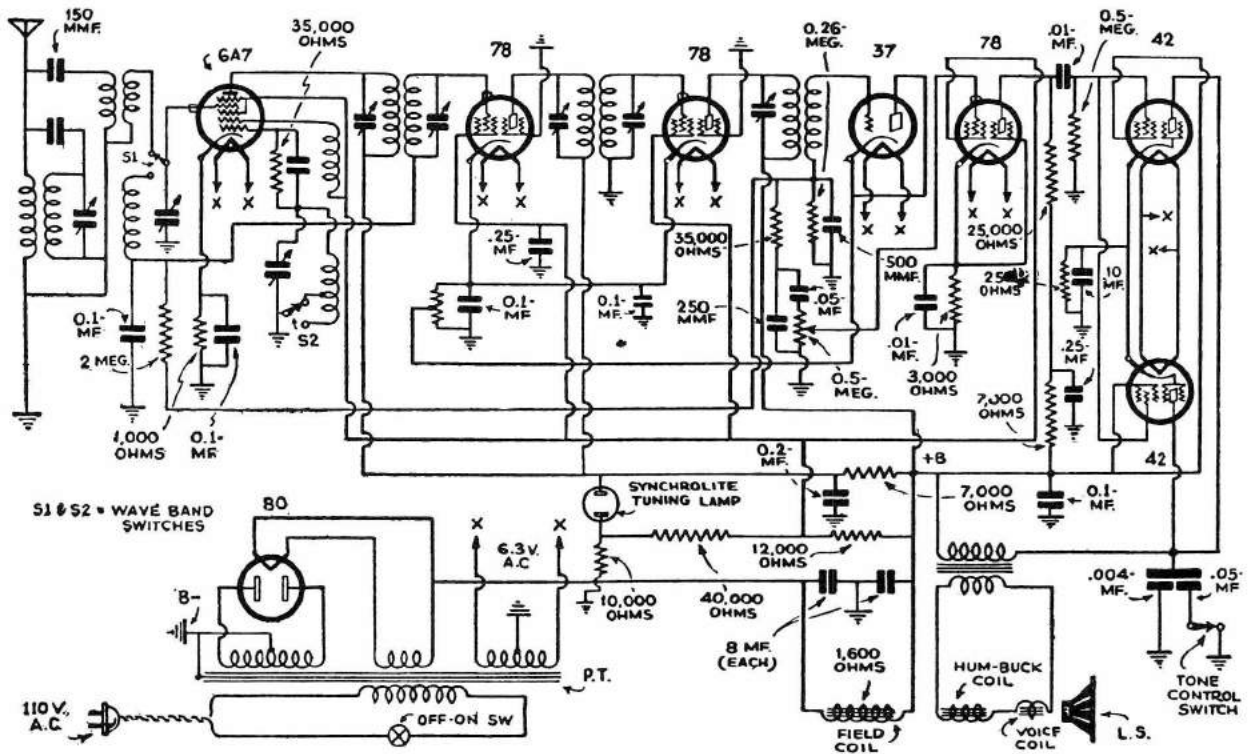 150
MMF.
6A7
35,000
OHMS
78
78
0.26-
MEG.
37
78
.01-
MF.
0.5-
MEG.
42
S1
X X
X X
X X
X X
X X
X
X
.25-
MF
35,000
OHMS
500
MMF.
25,000
OHMS
OHMS
10
MF.
0.1-
MF
2 MEG.
S2
0.1-
MF
0.1-
MF
250
MMF
.05-
MF
.01-
MF.
3,000
OHMS
.25-
MF
1,000
OHMS
0.1-
MF
0.5-
MEG.
7,000
OHMS
42
S1 & S2 = WAVE BAND
SWITCHES
80
SYNCHROLITE
TUNING LAMP
0.2-
MF.
+B
7,000
OHMS
0.1-
MF.
X
6.3 V.
A.C
X
12,000
OHMS
B-
10,000
OHMS
40,000
OHMS
.004-
MF.
.05-
MF
8 MF.
(EACH)
1,600
OHMS
HUM-BUCK
COIL
TONE
CONTROL
SWITCH
P.T.
110 V.,
A.C.
OFF-ON SW
FIELD
COIL
VOICE
COIL
L.S.